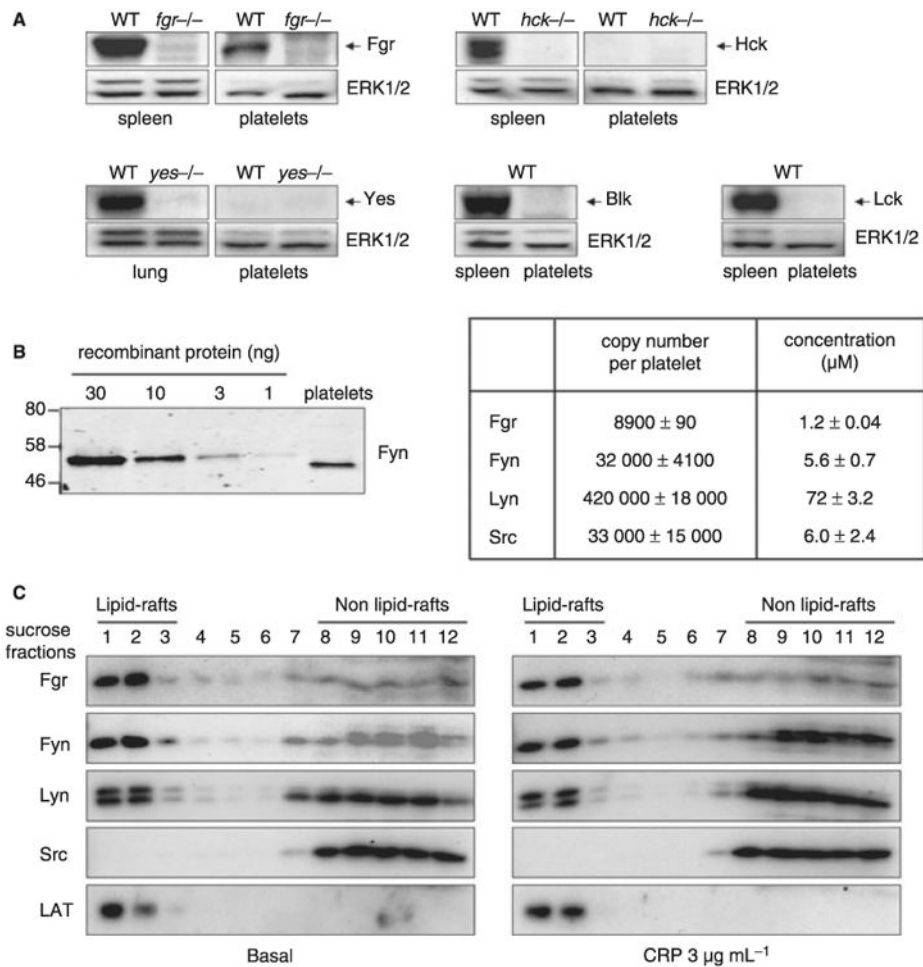 A
WT fgr–/– WT fgr–/–
← Fgr
ERK1/2
spleen platelets
WT hck–/– WT hck–/–
← Hck
ERK1/2
spleen platelets
WT yes–/– WT yes–/–
← Yes
ERK1/2
lung platelets
WT
← Blk
ERK1/2
spleen platelets
WT
← Lck
ERK1/2
spleen platelets
B
recombinant protein (ng)
30 10 3 1 platelets
80
58
46
Fyn
copy number per platelet concentration (µM)
Fgr 8900 ± 90 1.2 ± 0.04
Fyn 32 000 ± 4100 5.6 ± 0.7
Lyn 420 000 ± 18 000 72 ± 3.2
Src 33 000 ± 15 000 6.0 ± 2.4
C
Lipid-rafts Non lipid-rafts Lipid-rafts Non lipid-rafts
sucrose fractions 1 2 3 4 5 6 7 8 9 10 11 12 1 2 3 4 5 6 7 8 9 10 11 12
Fgr
Fyn
Lyn
Src
LAT
Basal CRP 3 µg mL⁻¹